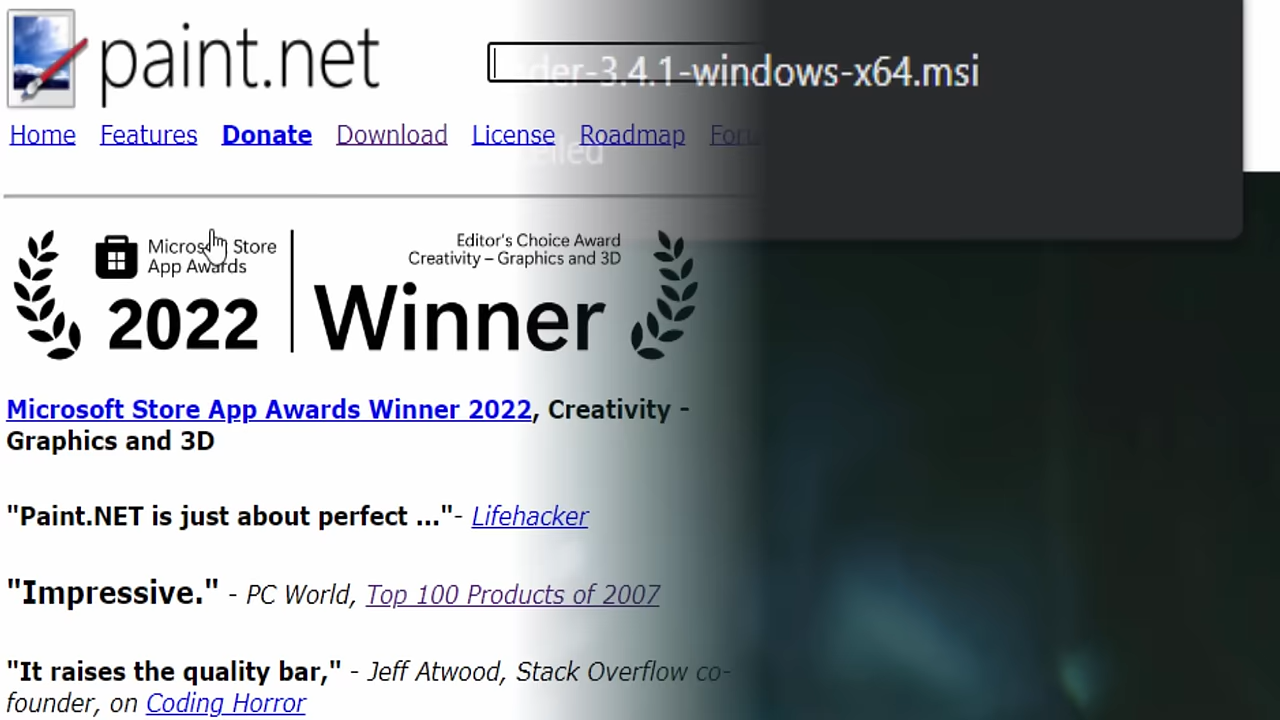 paint.net
der-3.4.1-windows-x64.msi
Home Features Donate Download License Roadmap
Microsoft Store
App Awards
2022
Editor's Choice Award
Creativity – Graphics and 3D
Winner
Microsoft Store App Awards Winner 2022, Creativity -
Graphics and 3D
"Paint.NET is just about perfect ..."- Lifehacker
"Impressive." - PC World, Top 100 Products of 2007
"It raises the quality bar," - Jeff Atwood, Stack Overflow co-
founder, on Coding Horror